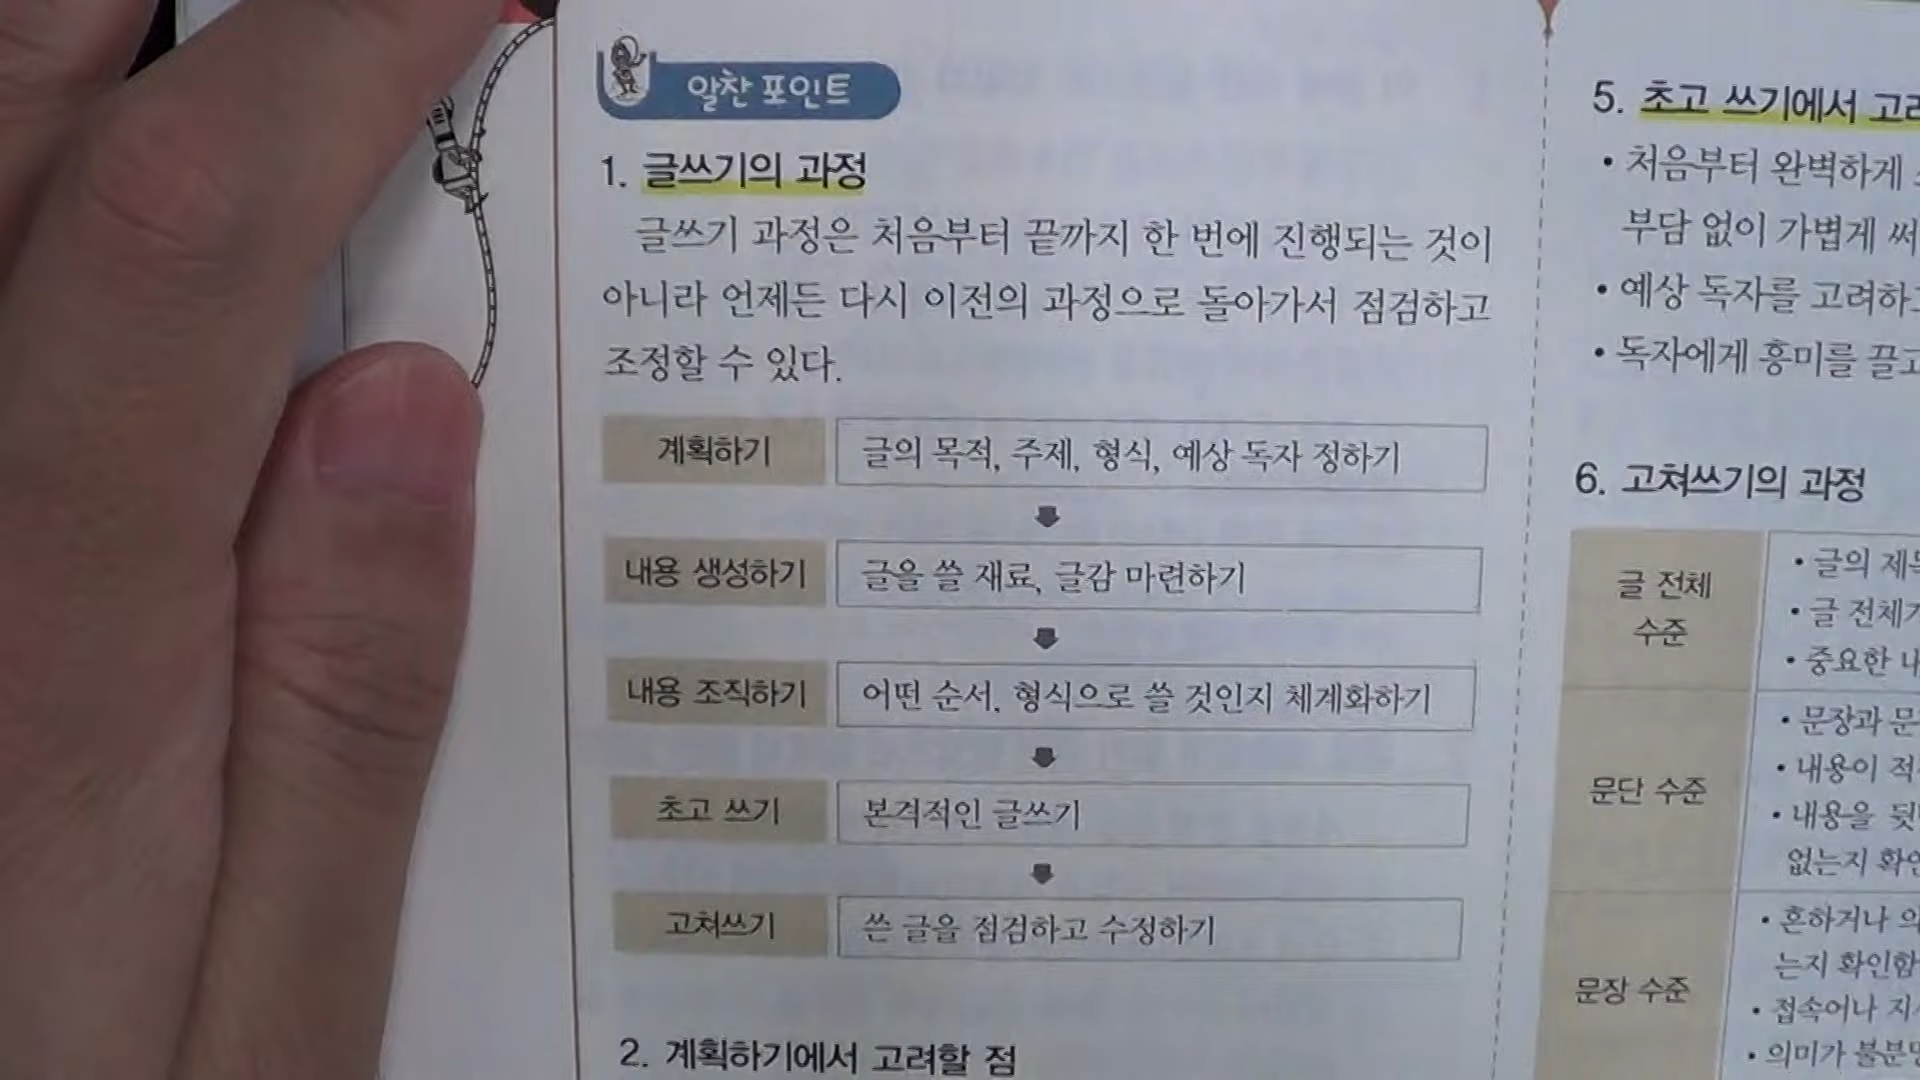 알찬 포인트
1. 글쓰기의 과정
글쓰기 과정은 처음부터 끝까지 한 번에 진행되는 것이
아니라 언제든 다시 이전의 과정으로 돌아가서 점검하고
조정할 수 있다.
계획하기 글의 목적, 주제, 형식, 예상 독자 정하기
내용 생성하기 글을 쓸 재료, 글감 마련하기
내용 조직하기 어떤 순서, 형식으로 쓸 것인지 체계화하기
초고 쓰기 본격적인 글쓰기
고쳐쓰기 쓴 글을 점검하고 수정하기
2. 계획하기에서 고려할 점
5. 초고 쓰기에서
• 처음부터 완벽하게
부담 없이 가볍게 써
• 예상 독자를 고려하고
• 독자에게 흥미를 끌고
6. 고쳐쓰기의 과정
글 전체
수준
• 글의
• 글 전체가
• 중요한
문단 수준
• 문장과
• 내용이
• 내용을
없는지
문장 수준
• 흔하거나
는지 확인함
• 접속어나
• 의미가